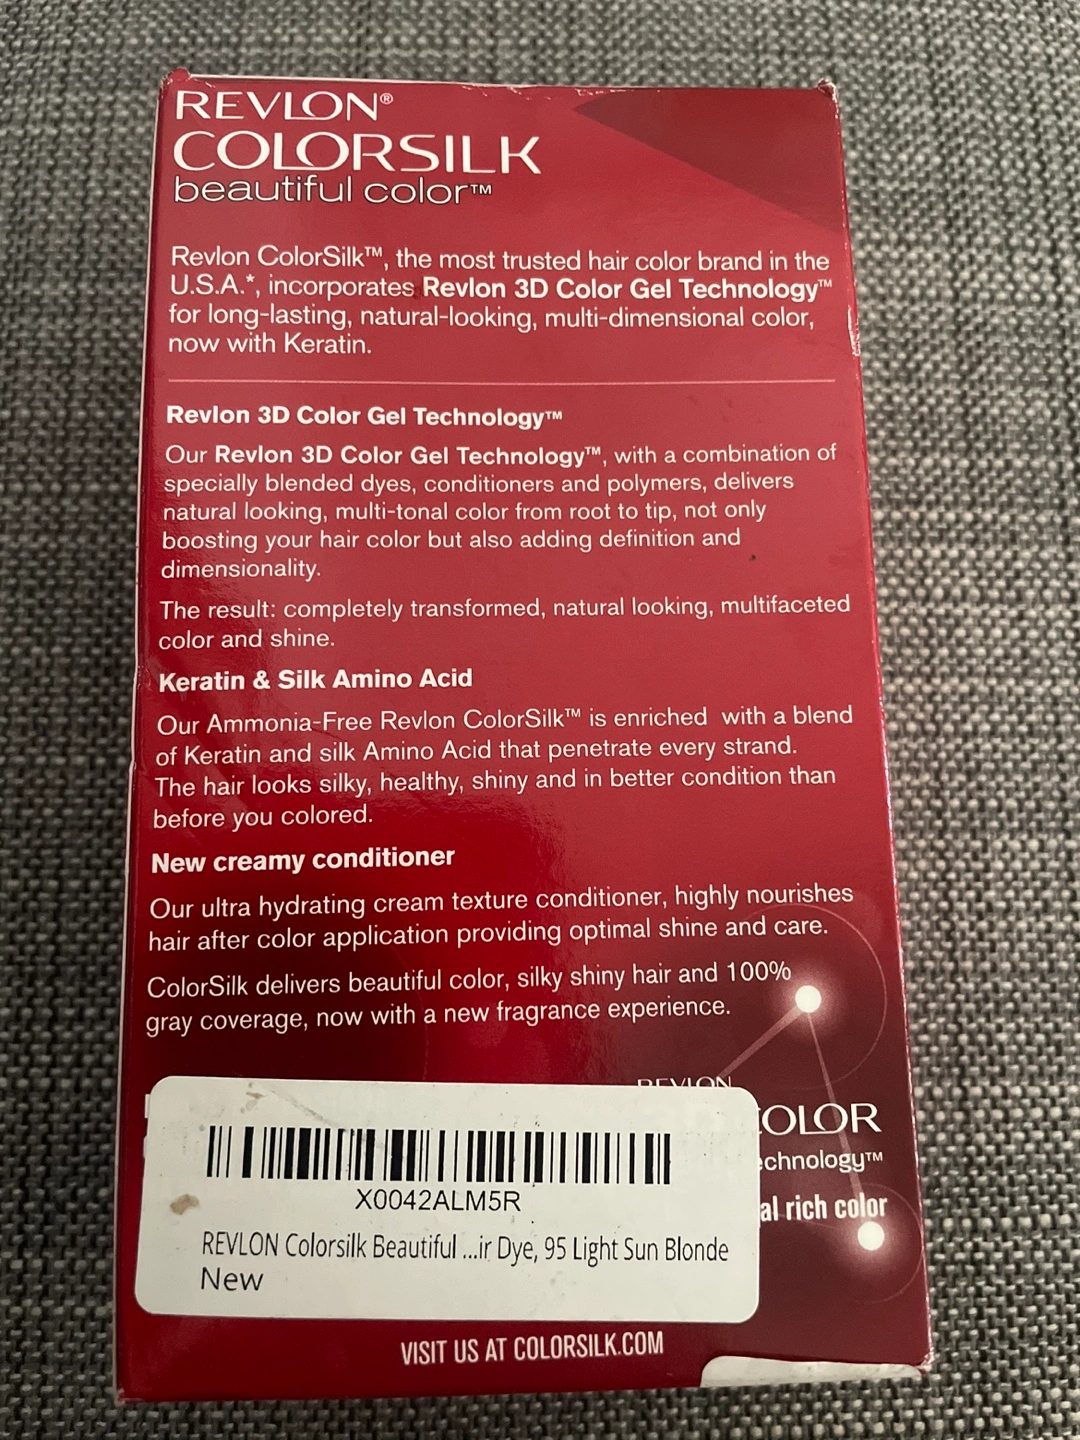 REVLON®
COLORSILK
beautiful color™
Revlon ColorSilk™, the most trusted hair color brand in the
U.S.A.*, incorporates Revlon 3D Color Gel Technology™
for long-lasting, natural-looking, multi-dimensional color,
now with Keratin.
Revlon 3D Color Gel Technology™
Our Revlon 3D Color Gel Technology™, with a combination of
specially blended dyes, conditioners and polymers, delivers
natural looking, multi-tonal color from root to tip, not only
boosting your hair color but also adding definition and
dimensionality.
The result: completely transformed, natural looking, multifaceted
color and shine.
Keratin & Silk Amino Acid
Our Ammonia-Free Revlon ColorSilk™ is enriched with a blend
of Keratin and silk Amino Acid that penetrate every strand.
The hair looks silky, healthy, shiny and in better condition than
before you colored.
New creamy conditioner
Our ultra hydrating cream texture conditioner, highly nourishes
hair after color application providing optimal shine and care.
ColorSilk delivers beautiful color, silky shiny hair and 100%
gray coverage, now with a new fragrance experience.
REVLON
COLOR
echnology™
al rich color
X0042ALM5R
REVLON Colorsilk Beautiful ...ir Dye, 95 Light Sun Blonde
New
VISIT US AT COLORSILK.COM